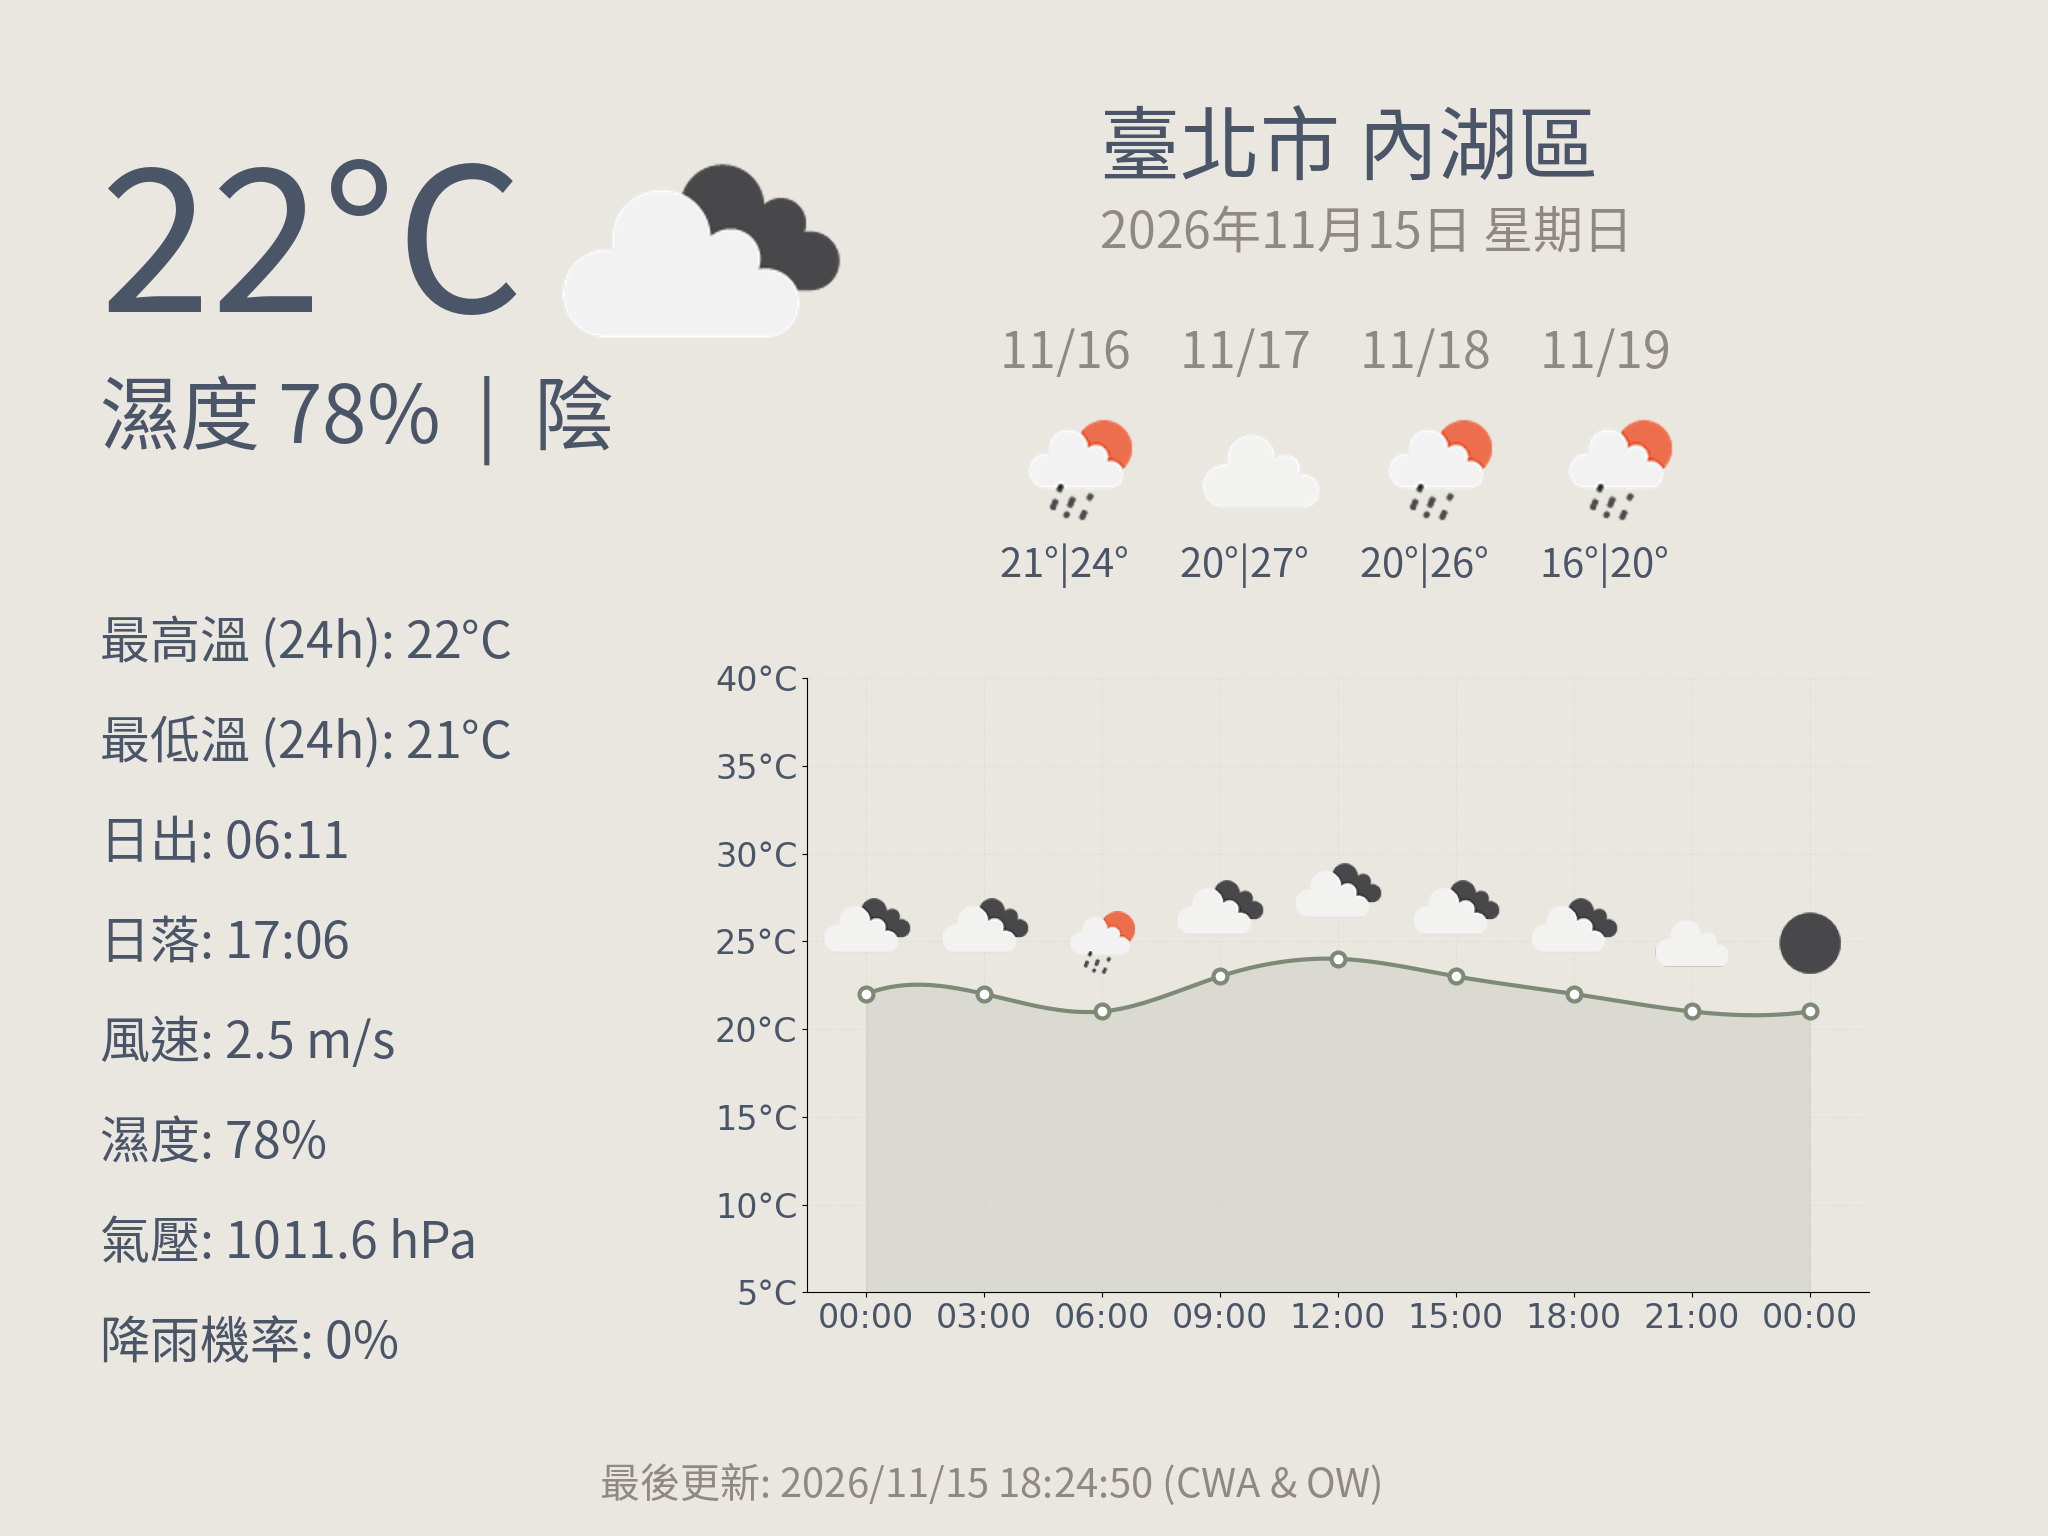 22°C
濕度 78% | 陰
臺北市 內湖區
2026年11月15日 星期日
11/16 11/17 11/18 11/19
21°|24° 20°|27° 20°|26° 16°|20°
最高溫 (24h): 22°C
最低溫 (24h): 21°C
日出: 06:11
日落: 17:06
風速: 2.5 m/s
濕度: 78%
氣壓: 1011.6 hPa
降雨機率: 0%
40°C
35°C
30°C
25°C
20°C
15°C
10°C
5°C
00:00 03:00 06:00 09:00 12:00 15:00 18:00 21:00 00:00
最後更新: 2026/11/15 18:24:50 (CWA & OW)